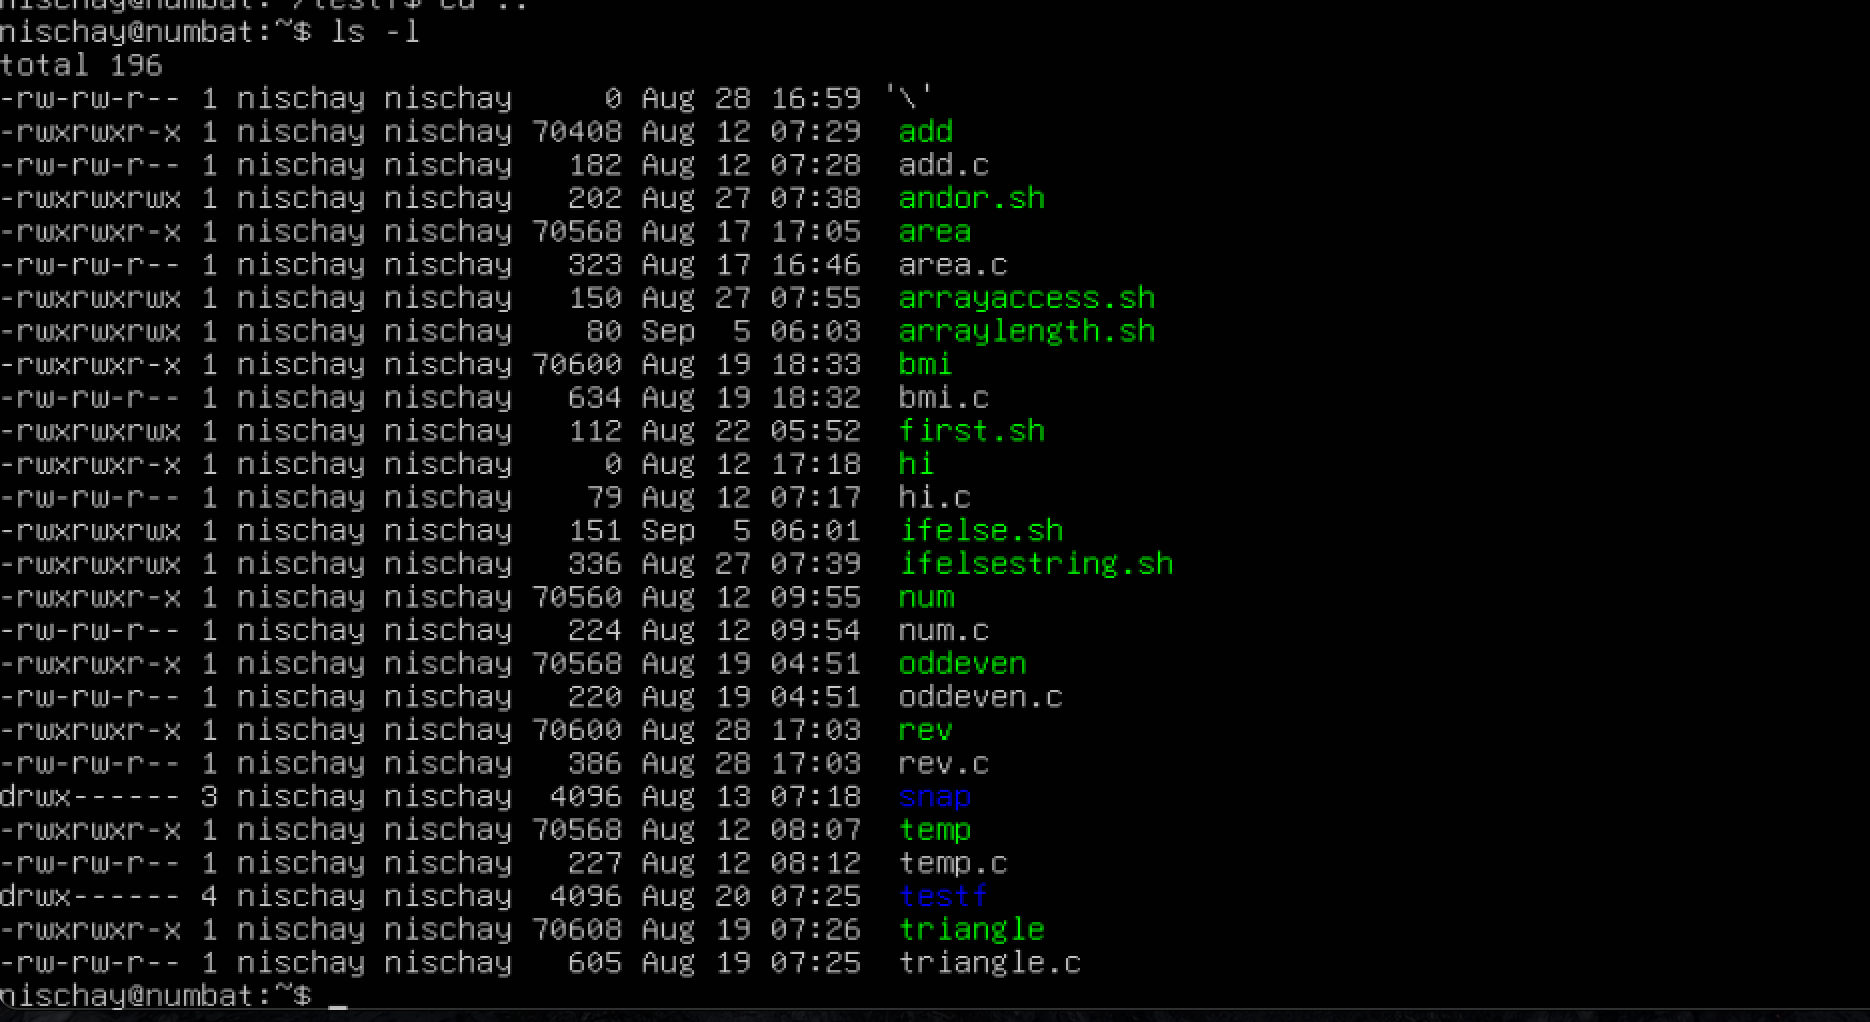 nischay@numbat:~/testf$ cd ..
nischay@numbat:~$ ls -l
total 196
-rw-rw-r-- 1 nischay nischay     0 Aug 28 16:59 '\'
-rwxrwxr-x 1 nischay nischay 70408 Aug 12 07:29  add
-rw-rw-r-- 1 nischay nischay   182 Aug 12 07:28  add.c
-rwxrwxrwx 1 nischay nischay   202 Aug 27 07:38  andor.sh
-rwxrwxr-x 1 nischay nischay 70568 Aug 17 17:05  area
-rw-rw-r-- 1 nischay nischay   323 Aug 17 16:46  area.c
-rwxrwxrwx 1 nischay nischay   150 Aug 27 07:55  arrayaccess.sh
-rwxrwxrwx 1 nischay nischay    80 Sep  5 06:03  arraylength.sh
-rwxrwxr-x 1 nischay nischay 70600 Aug 19 18:33  bmi
-rw-rw-r-- 1 nischay nischay   634 Aug 19 18:32  bmi.c
-rwxrwxrwx 1 nischay nischay   112 Aug 22 05:52  first.sh
-rwxrwxr-x 1 nischay nischay     0 Aug 12 17:18  hi
-rw-rw-r-- 1 nischay nischay    79 Aug 12 07:17  hi.c
-rwxrwxrwx 1 nischay nischay   151 Sep  5 06:01  ifelse.sh
-rwxrwxrwx 1 nischay nischay   336 Aug 27 07:39  ifelsestring.sh
-rwxrwxr-x 1 nischay nischay 70560 Aug 12 09:55  num
-rw-rw-r-- 1 nischay nischay   224 Aug 12 09:54  num.c
-rwxrwxr-x 1 nischay nischay 70568 Aug 19 04:51  oddeven
-rw-rw-r-- 1 nischay nischay   220 Aug 19 04:51  oddeven.c
-rwxrwxr-x 1 nischay nischay 70600 Aug 28 17:03  rev
-rw-rw-r-- 1 nischay nischay   386 Aug 28 17:03  rev.c
drwx------ 3 nischay nischay  4096 Aug 13 07:18  snap
-rwxrwxr-x 1 nischay nischay 70568 Aug 12 08:07  temp
-rw-rw-r-- 1 nischay nischay   227 Aug 12 08:12  temp.c
drwx------ 4 nischay nischay  4096 Aug 20 07:25  testf
-rwxrwxr-x 1 nischay nischay 70608 Aug 19 07:26  triangle
-rw-rw-r-- 1 nischay nischay   605 Aug 19 07:25  triangle.c
nischay@numbat:~$ _